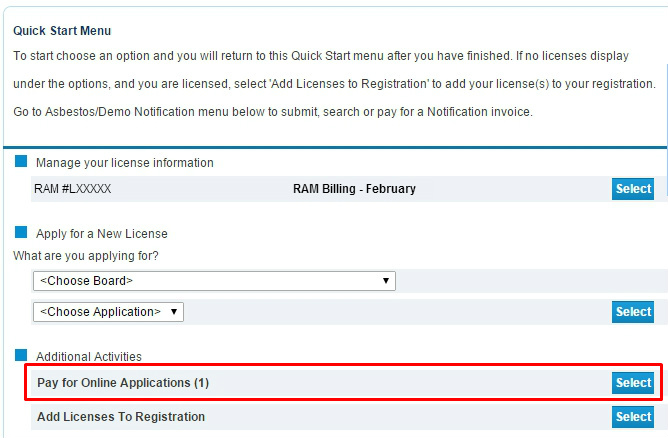 Quick Start Menu
To start choose an option and you will return to this Quick Start menu after you have finished. If no licenses display
under the options, and you are licensed, select 'Add Licenses to Registration' to add your license(s) to your registration.
Go to Asbestos/Demo Notification menu below to submit, search or pay for a Notification invoice.
Manage your license information
RAM #LXXXXX RAM Billing - February Select
Apply for a New License
What are you applying for?
<Choose Board>
<Choose Application> Select
Additional Activities
Pay for Online Applications (1) Select
Add Licenses To Registration Select